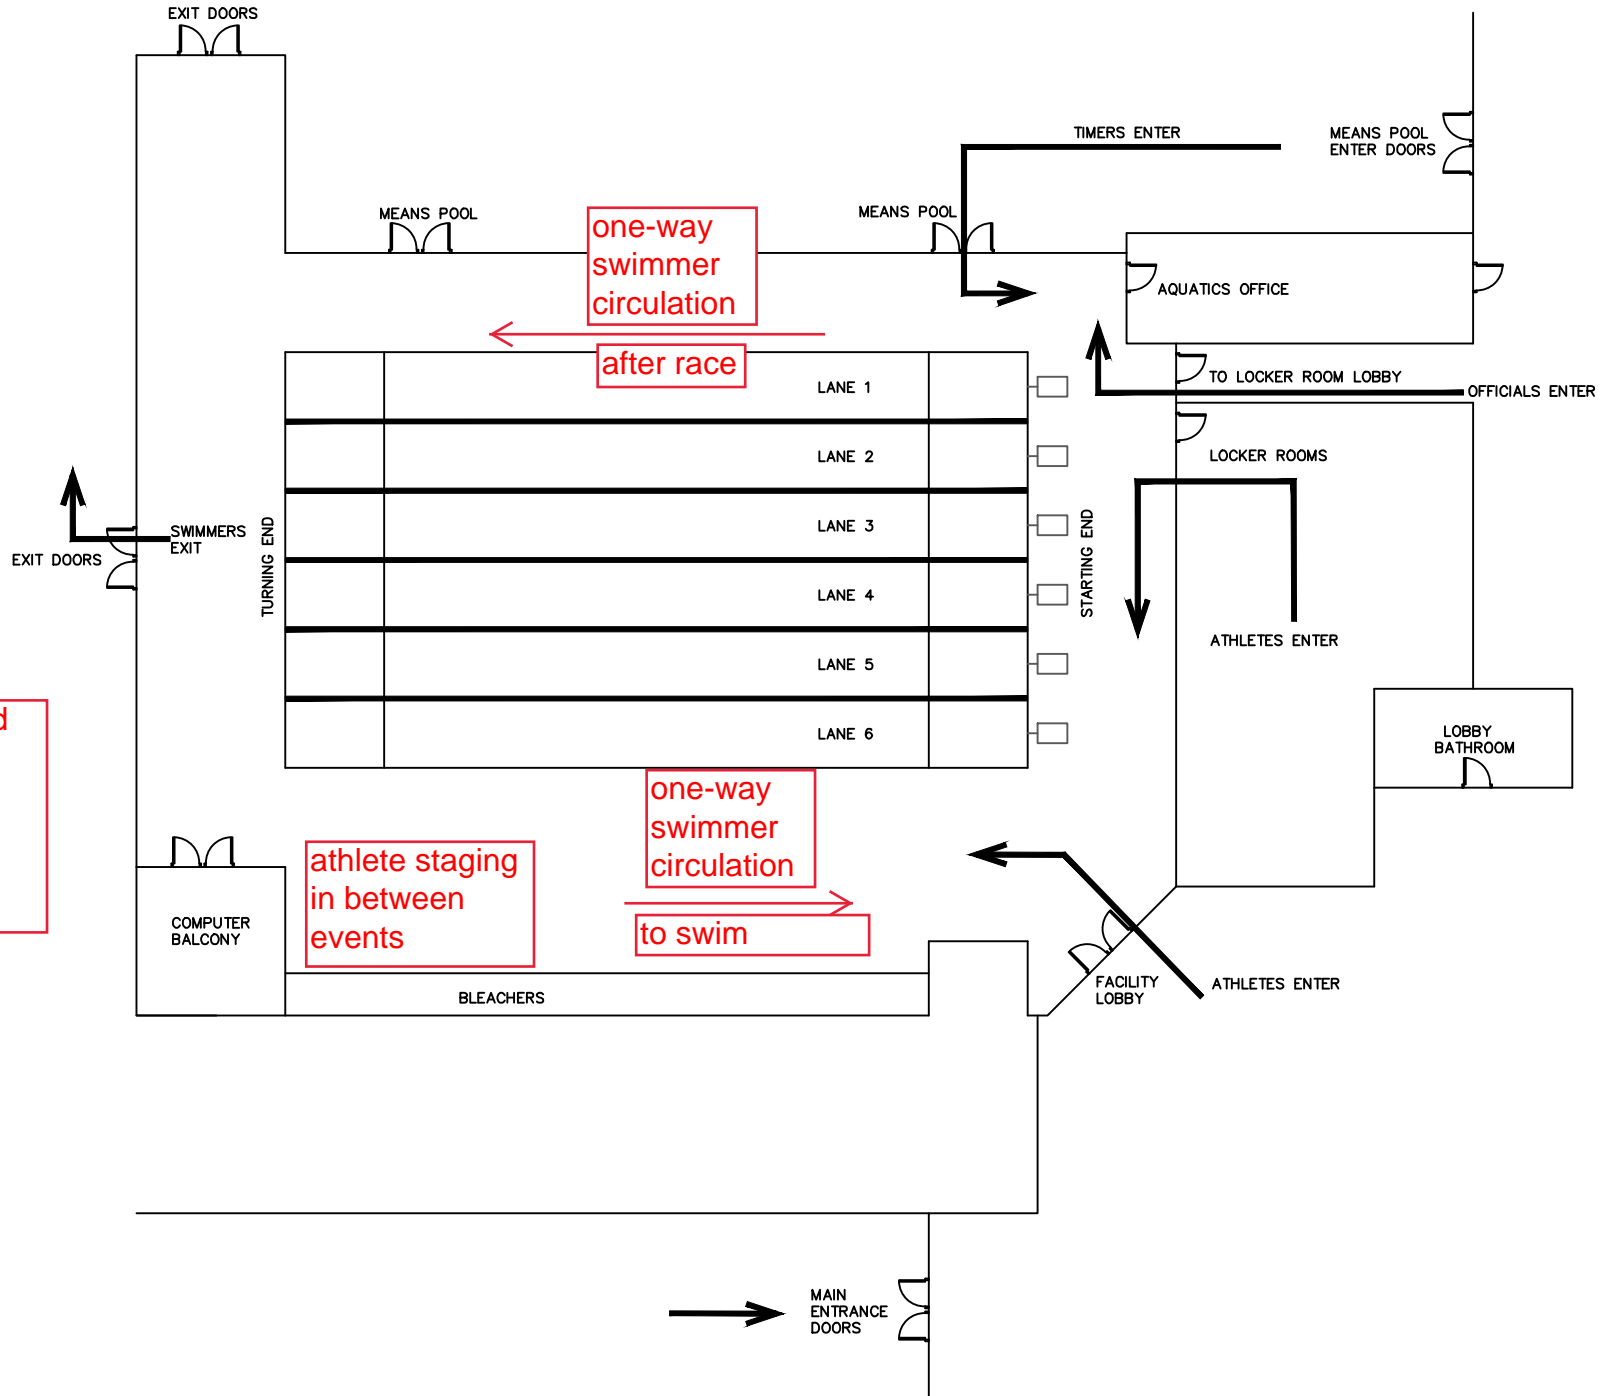 EXIT DOORS
TIMERS ENTER
MEANS POOL
ENTER DOORS
MEANS POOL
MEANS POOL
one-way
swimmer
circulation
AQUATICS OFFICE
after race
LANE 1
TO LOCKER ROOM LOBBY
OFFICIALS ENTER
LANE 2
LOCKER ROOMS
LANE 3
SWIMMERS
EXIT
EXIT DOORS
TURNING END
STARTING END
LANE 4
ATHLETES ENTER
LANE 5
d
LANE 6
LOBBY
BATHROOM
one-way
swimmer
circulation
athlete staging
in between
events
COMPUTER
BALCONY
to swim
BLEACHERS
FACILITY
LOBBY
ATHLETES ENTER
MAIN
ENTRANCE
DOORS